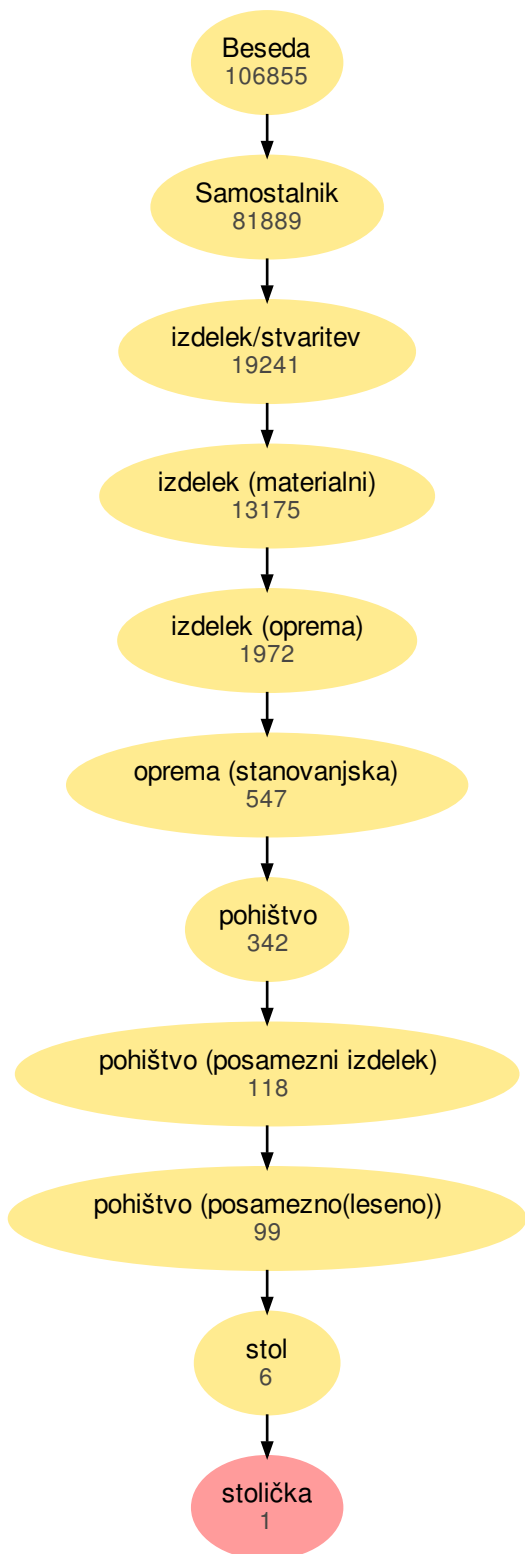 Beseda
106855
Samostalnik
81889
izdelek/stvaritev
19241
izdelek (materialni)
13175
izdelek (oprema)
1972
oprema (stanovanjska)
547
pohištvo
342
pohištvo (posamezni izdelek)
118
pohištvo (posamezno(leseno))
99
stol
6
stolička
1